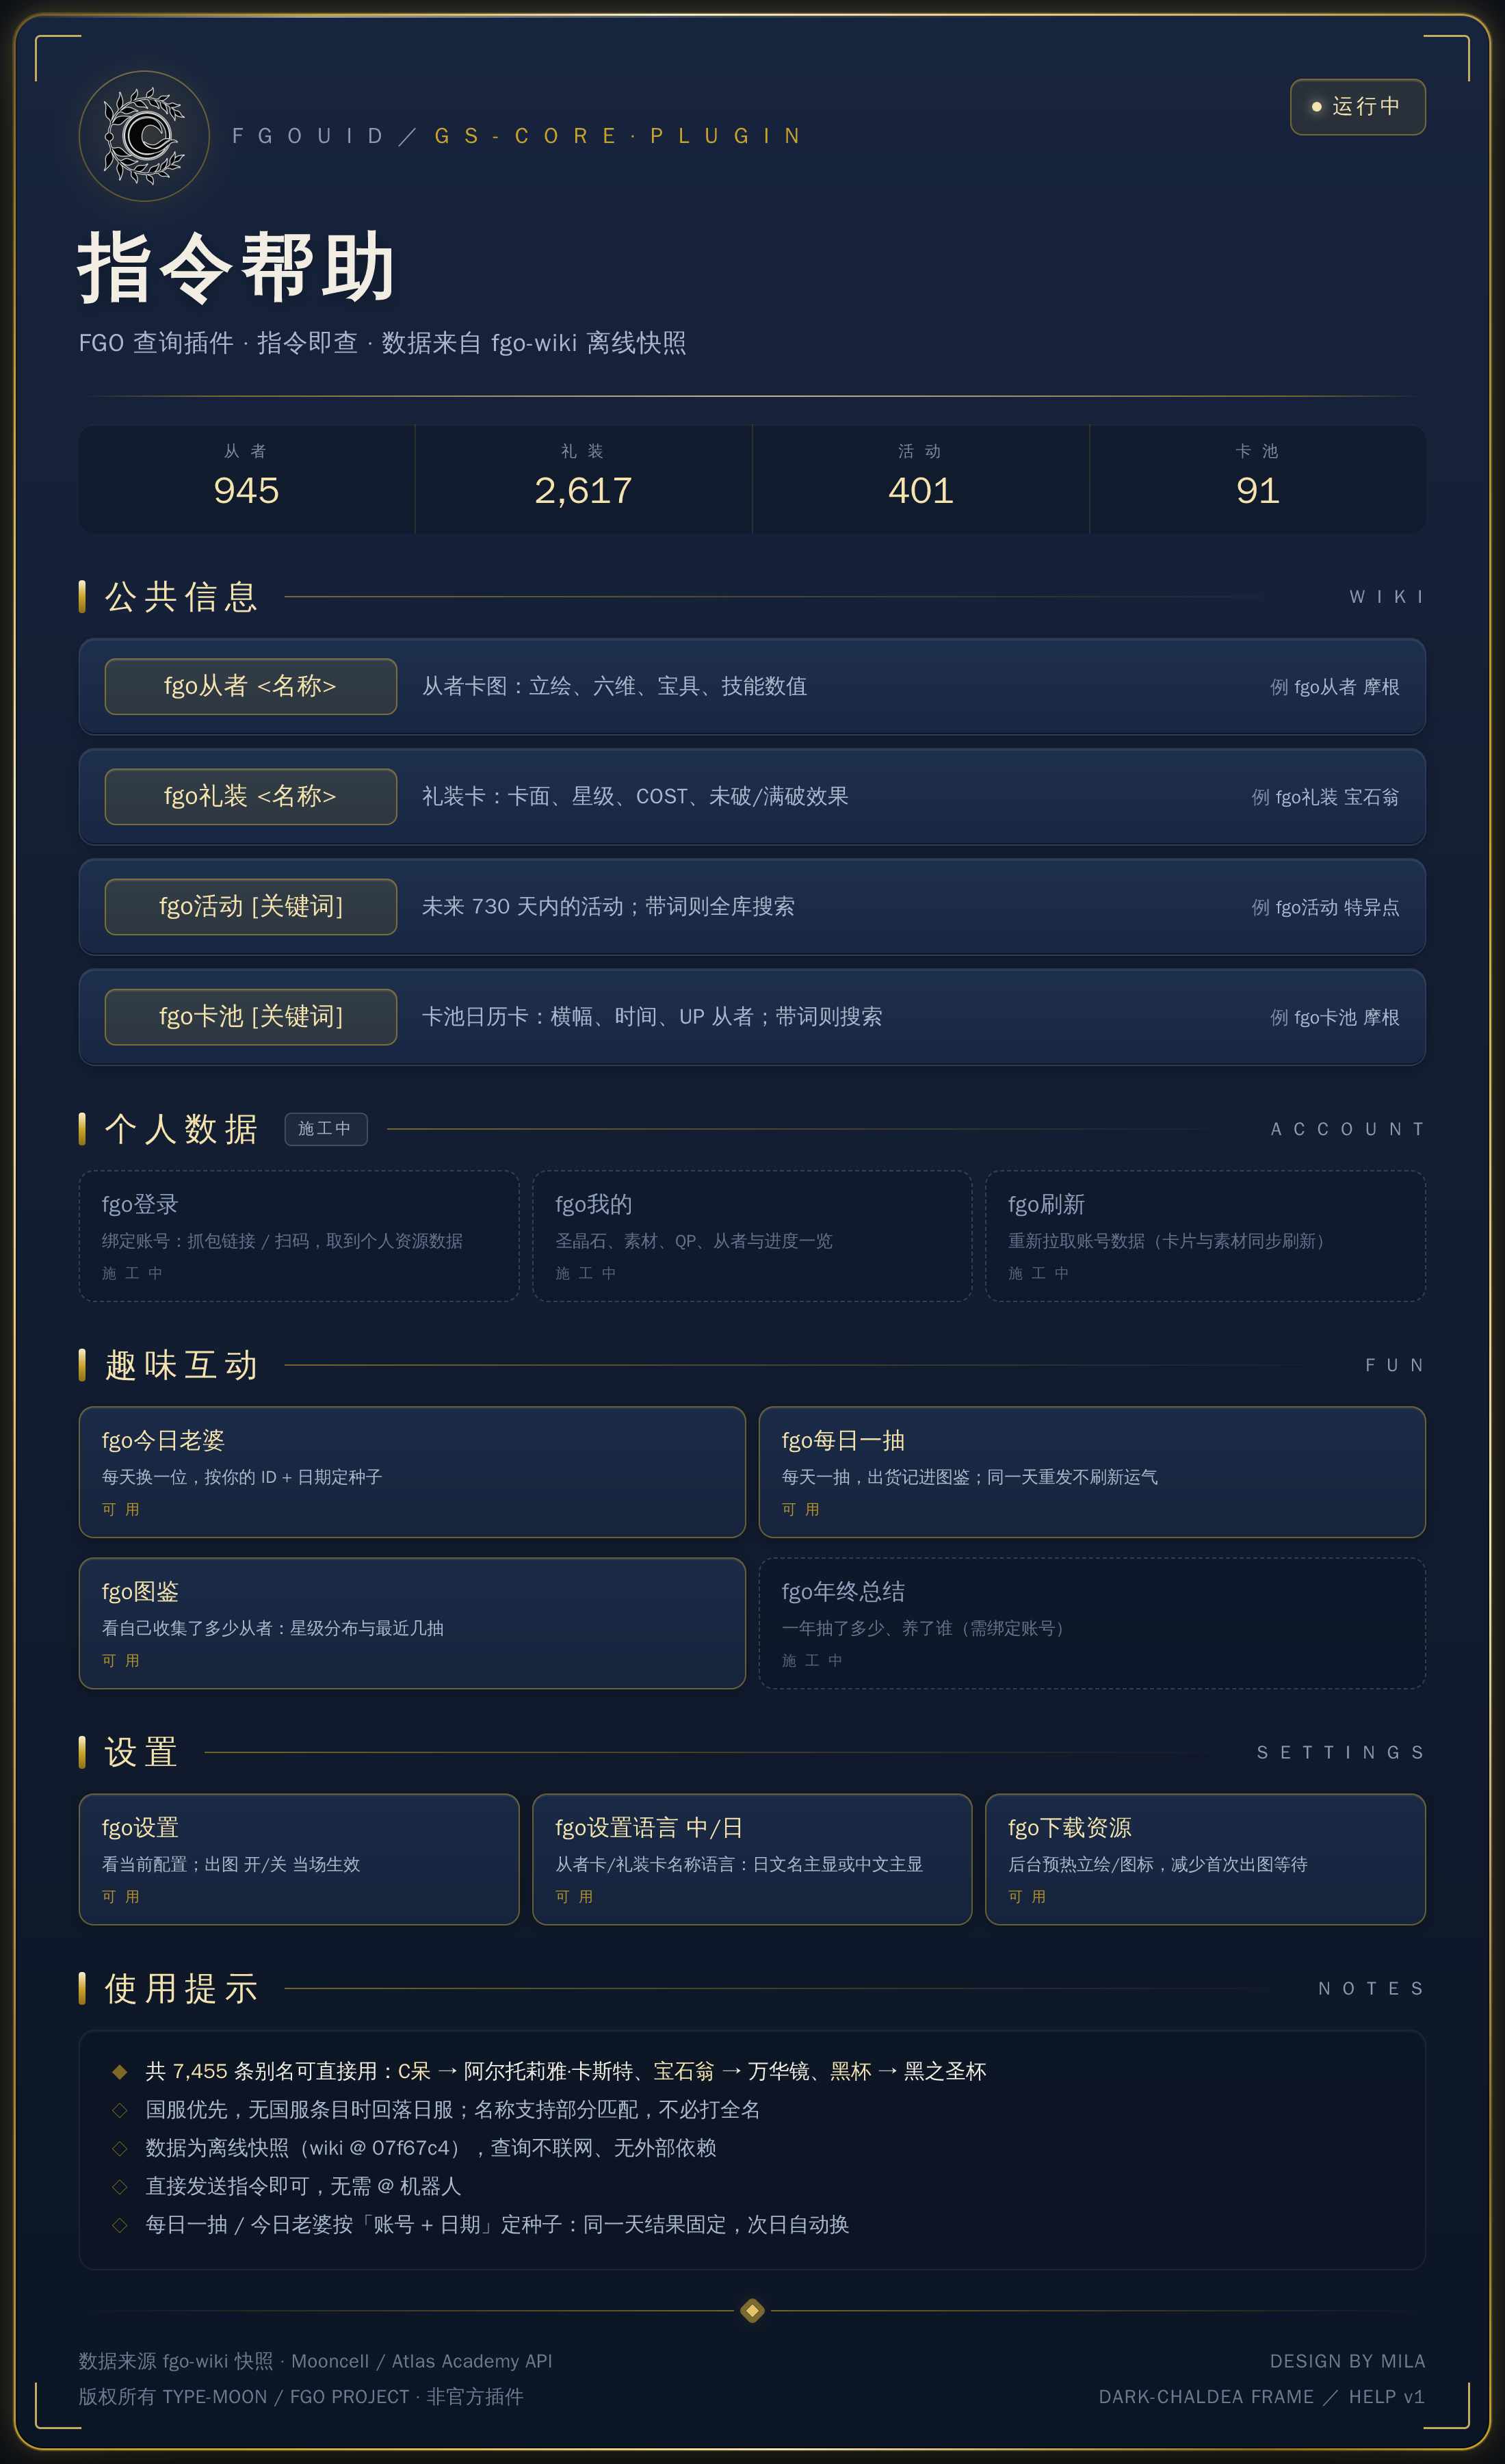 FGOUID／GS-CORE·PLUGIN
运行中
指令帮助
FGO 查询插件 · 指令即查 · 数据来自 fgo-wiki 离线快照
从者
945
礼装
2,617
活动
401
卡池
91
公共信息
WIKI
fgo从者 <名称>
从者卡图：立绘、六维、宝具、技能数值
例 fgo从者 摩根
fgo礼装 <名称>
礼装卡：卡面、星级、COST、未破/满破效果
例 fgo礼装 宝石翁
fgo活动 [关键词]
未来 730 天内的活动；带词则全库搜索
例 fgo活动 特异点
fgo卡池 [关键词]
卡池日历卡：横幅、时间、UP 从者；带词则搜索
例 fgo卡池 摩根
个人数据
施工中
ACCOUNT
fgo登录
绑定账号：抓包链接 / 扫码，取到个人资源数据
施工中
fgo我的
圣晶石、素材、QP、从者与进度一览
施工中
fgo刷新
重新拉取账号数据（卡片与素材同步刷新）
施工中
趣味互动
FUN
fgo今日老婆
每天换一位，按你的 ID + 日期定种子
可用
fgo每日一抽
每天一抽，出货记进图鉴；同一天重发不刷新运气
可用
fgo图鉴
看自己收集了多少从者：星级分布与最近几抽
可用
fgo年终总结
一年抽了多少、养了谁（需绑定账号）
施工中
设置
SETTINGS
fgo设置
看当前配置；出图 开/关 当场生效
可用
fgo设置语言 中/日
从者卡/礼装卡名称语言：日文名主显或中文主显
可用
fgo下载资源
后台预热立绘/图标，减少首次出图等待
可用
使用提示
NOTES
共 7,455 条别名可直接用：C呆 → 阿尔托莉雅·卡斯特、宝石翁 → 万华镜、黑杯 → 黑之圣杯
国服优先，无国服条目时回落日服；名称支持部分匹配，不必打全名
数据为离线快照（wiki @ 07f67c4），查询不联网、无外部依赖
直接发送指令即可，无需 @ 机器人
每日一抽 / 今日老婆按「账号 + 日期」定种子：同一天结果固定，次日自动换
数据来源 fgo-wiki 快照 · Mooncell / Atlas Academy API
DESIGN BY MILA
版权所有 TYPE-MOON / FGO PROJECT · 非官方插件
DARK-CHALDEA FRAME ／ HELP v1